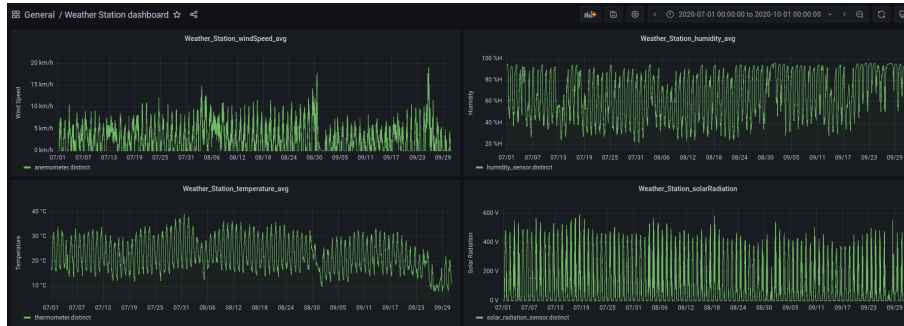 General / Weather Station dashboard
2020-07-01 00:00:00 to 2020-10-01 00:00:00
Weather_Station_windSpeed_avg
Wind Speed
20 km/h
15 km/h
10 km/h
5 km/h
0 km/h
07/01 07/07 07/13 07/19 07/25 07/31 08/06 08/12 08/18 08/24 08/30 09/05 09/11 09/17 09/23 09/29
anemometer.distinct
Weather_Station_humidity_avg
Humidity
100 %H
80 %H
60 %H
40 %H
20 %H
07/01 07/07 07/13 07/19 07/25 07/31 08/06 08/12 08/18 08/24 08/30 09/05 09/11 09/17 09/23 09/29
humidity_sensor.distinct
Weather_Station_temperature_avg
Temperature
40 °C
30 °C
20 °C
10 °C
07/01 07/07 07/13 07/19 07/25 07/31 08/06 08/12 08/18 08/24 08/30 09/05 09/11 09/17 09/23 09/29
thermometer.distinct
Weather_Station_solarRadiation
Solar Radiation
600 V
400 V
200 V
0 V
07/01 07/07 07/13 07/19 07/25 07/31 08/06 08/12 08/18 08/24 08/30 09/05 09/11 09/17 09/23 09/29
solar_radiation_sensor.distinct